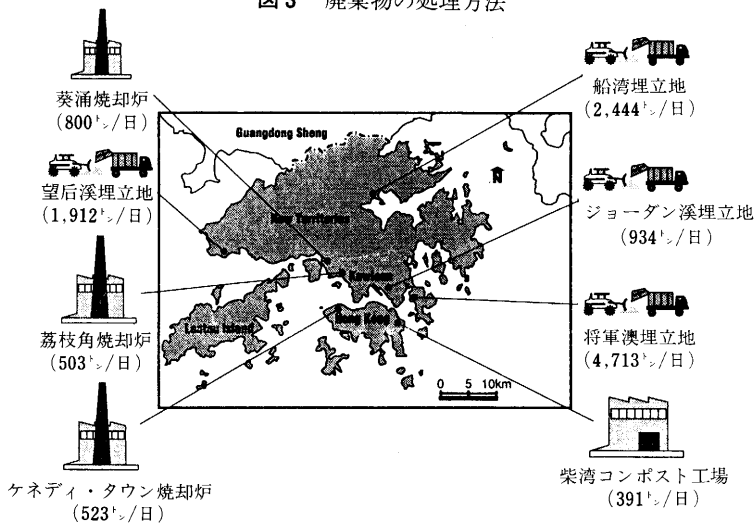 図3 廃棄物の処理方法
葵涌焼却炉
(800トン/日)
望后溪埋立地
(1,912トン/日)
茘枝角焼却炉
(503トン/日)
ケネディ・タウン焼却炉
(523トン/日)
Guangdong Sheng
New Territories
Kowloon
Lantau Island
Hong Kong
N
0 5 10km
船湾埋立地
(2,444トン/日)
ジョーダン溪埋立地
(934トン/日)
将軍澳埋立地
(4,713トン/日)
柴湾コンポスト工場
(391トン/日)